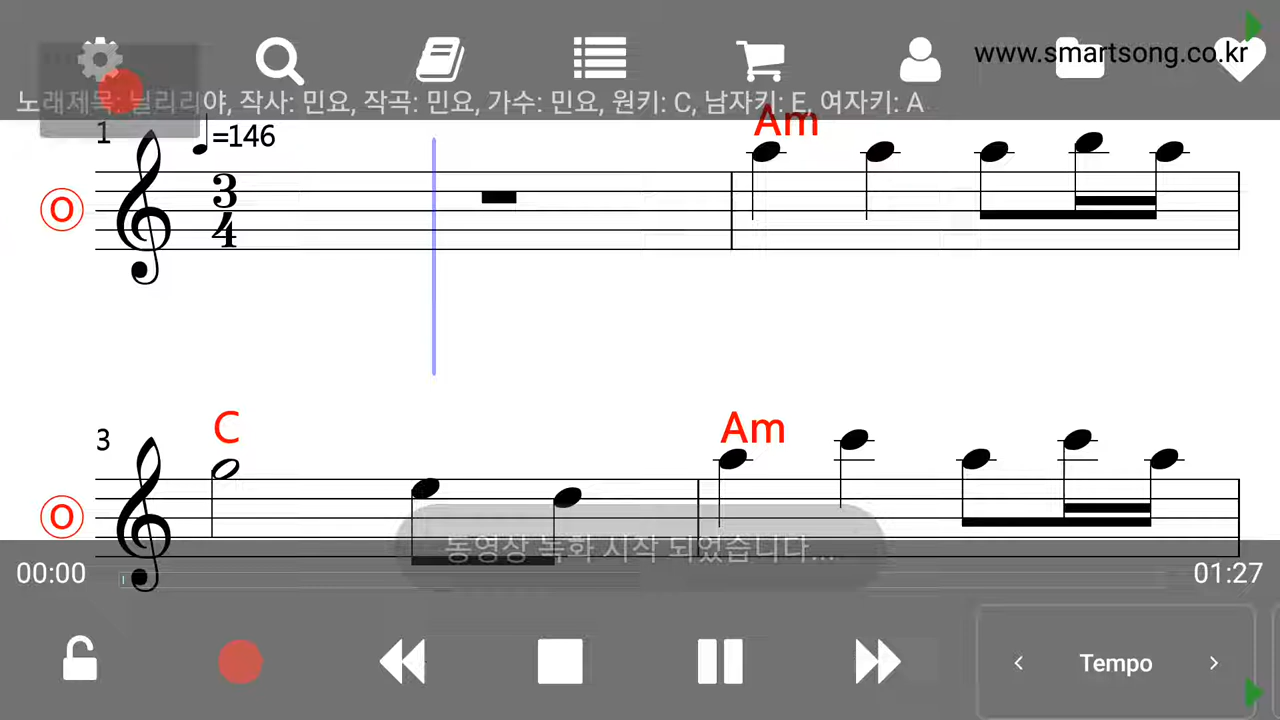 www.smartsong.co.kr
노래제목: 닐리리야, 작사: 민요, 작곡: 민요, 가수: 민요, 원키: C, 남자키: E, 여자키: A
1
=146
Am
3
4
O
3
C
Am
O
동영상 녹화 시작 되었습니다...
00:00
01:27
< Tempo >